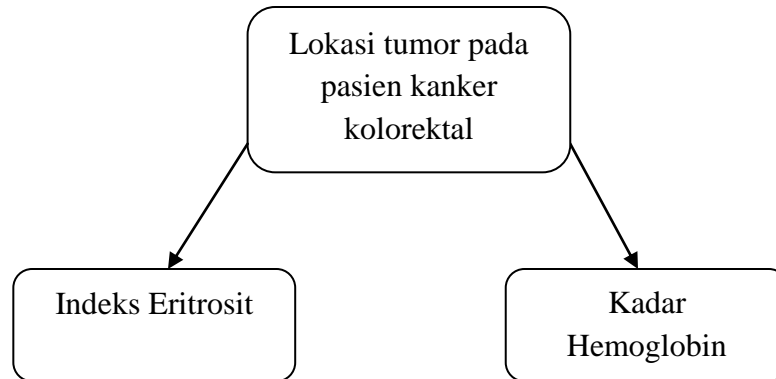 Lokasi tumor pada
pasien kanker
kolorektal
Indeks Eritrosit
Kadar
Hemoglobin